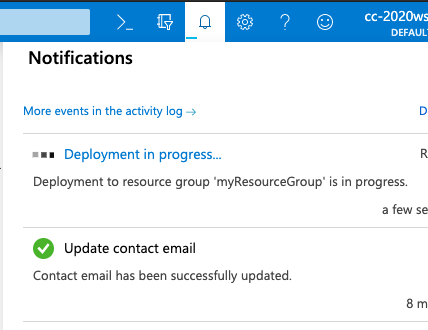 cc-2020ws
DEFAULT
Notifications
More events in the activity log →
D
Deployment in progress...
R
Deployment to resource group 'myResourceGroup' is in progress.
a few se
Update contact email
Contact email has been successfully updated.
8 m